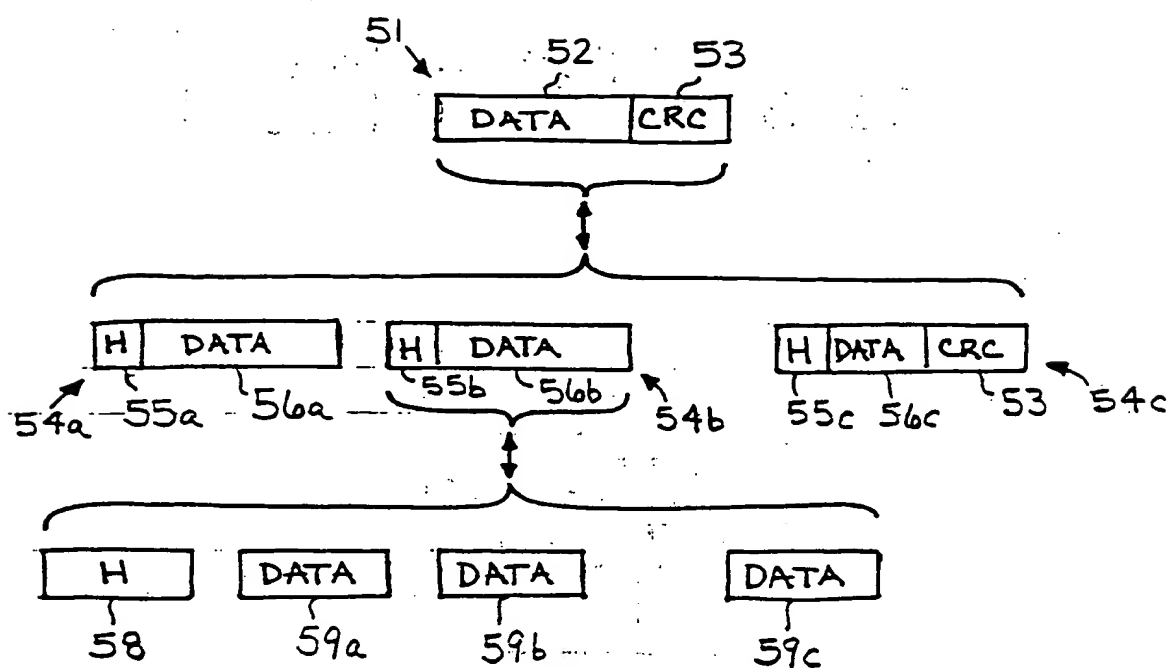 51 52 53
DATA CRC
H DATA H DATA H DATA CRC
54a 55a 56a 55b 56b 54b 55c 56c 53 54c
H DATA DATA DATA
58 59a 59b 59c